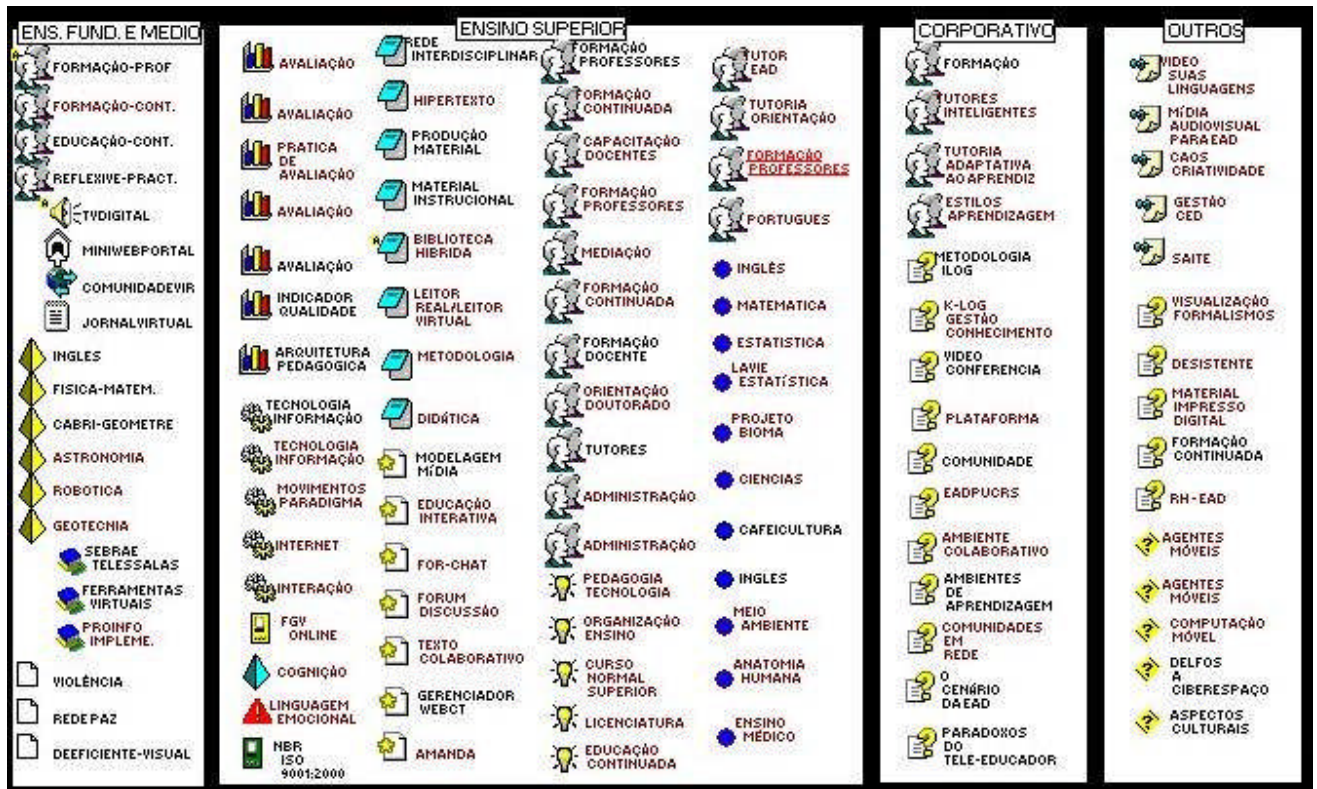 ENS. FUND. E MEDIO
FORMAÇÃO-PROF
FORMAÇÃO-CONT.
EDUCAÇÃO-CONT.
REFLEXIVE-PRACT.
TVDIGITAL
MINIWEBPORTAL
COMUNIDADEVIR
JORNALVIRTUAL
INGLES
FISICA-MATEM.
CABRI-GEOMETRE
ASTRONOMIA
ROBOTICA
GEOTECNIA
SEBRAE
TELESSALAS
FERRAMENTAS
VIRTUAIS
PROINFO
IMPLEME.
VIOLÊNCIA
REDE PAZ
DEEFICIENTE-VISUAL
ENSINO SUPERIOR
AVALIAÇÃO
AVALIAÇÃO
PRATICA
DE
AVALIAÇÃO
AVALIAÇÃO
AVALIAÇÃO
INDICADOR
QUALIDADE
ARQUITETURA
PEDAGOGICA
TECNOLOGIA
INFORMAÇÃO
TECNOLOGIA
INFORMAÇÃO
MOVIMENTOS
PARADIGMA
INTERNET
INTERAÇÃO
FGV
ONLINE
COGNIÇÃO
LINGUAGEM
EMOCIONAL
NBR
ISO
9001:2000
REDE
INTERDISCIPLINAR
HIPERTEXTO
PRODUÇÃO
MATERIAL
MATERIAL
INSTRUCIONAL
BIBLIOTECA
HIBRIDA
LEITOR
REAL/LEITOR
VIRTUAL
METODOLOGIA
DIDÁTICA
MODELAGEM
MÍDIA
EDUCAÇÃO
INTERATIVA
FOR-CHAT
FORUM
DISCUSSÃO
TEXTO
COLABORATIVO
GERENCIADOR
WEBCT
AMANDA
FORMAÇÃO
PROFESSORES
FORMAÇÃO
CONTINUADA
CAPACITAÇÃO
DOCENTES
FORMAÇÃO
PROFESSORES
MEDIAÇÃO
FORMAÇÃO
CONTINUADA
FORMAÇÃO
DOCENTE
ORIENTAÇÃO
DOUTORADO
TUTORES
ADMINISTRAÇÃO
ADMINISTRAÇÃO
PEDAGOGIA
TECNOLOGIA
ORGANIZAÇÃO
ENSINO
CURSO
NORMAL
SUPERIOR
LICENCIATURA
EDUCAÇÃO
CONTINUADA
TUTOR
EAD
TUTORIA
ORIENTAÇÃO
FORMAÇÃO
PROFESSORES
PORTUGUES
INGLÊS
MATEMATICA
ESTATISTICA
LAVIE
ESTATÍSTICA
PROJETO
BIOMA
CIENCIAS
CAFEICULTURA
INGLES
MEIO
AMBIENTE
ANATOMIA
HUMANA
ENSINO
MÉDICO
CORPORATIVO
FORMAÇÃO
TUTORES
INTELIGENTES
TUTORIA
ADAPTATIVA
AO APRENDIZ
ESTILOS
APRENDIZAGEM
METODOLOGIA
ILOG
K-LOG
GESTÃO
CONHECIMENTO
VIDEO
CONFERENCIA
PLATAFORMA
COMUNIDADE
EADPUCRS
AMBIENTE
COLABORATIVO
AMBIENTES
DE
APRENDIZAGEM
COMUNIDADES
EM
REDE
O
CENÁRIO
DA EAD
PARADOXOS
DO
TELE-EDUCADOR
OUTROS
VIDEO
SUAS
LINGUAGENS
MÍDIA
AUDIOVISUAL
PARA EAD
CAOS
CRIATIVIDADE
GESTÃO
CED
SAITE
VISUALIZAÇÃO
FORMALISMOS
DESISTENTE
MATERIAL
IMPRESSO
DIGITAL
FORMAÇÃO
CONTINUADA
RH-EAD
AGENTES
MÓVEIS
AGENTES
MÓVEIS
COMPUTAÇÃO
MÓVEL
DELFOS
A
CIBERESPAÇO
ASPECTOS
CULTURAIS